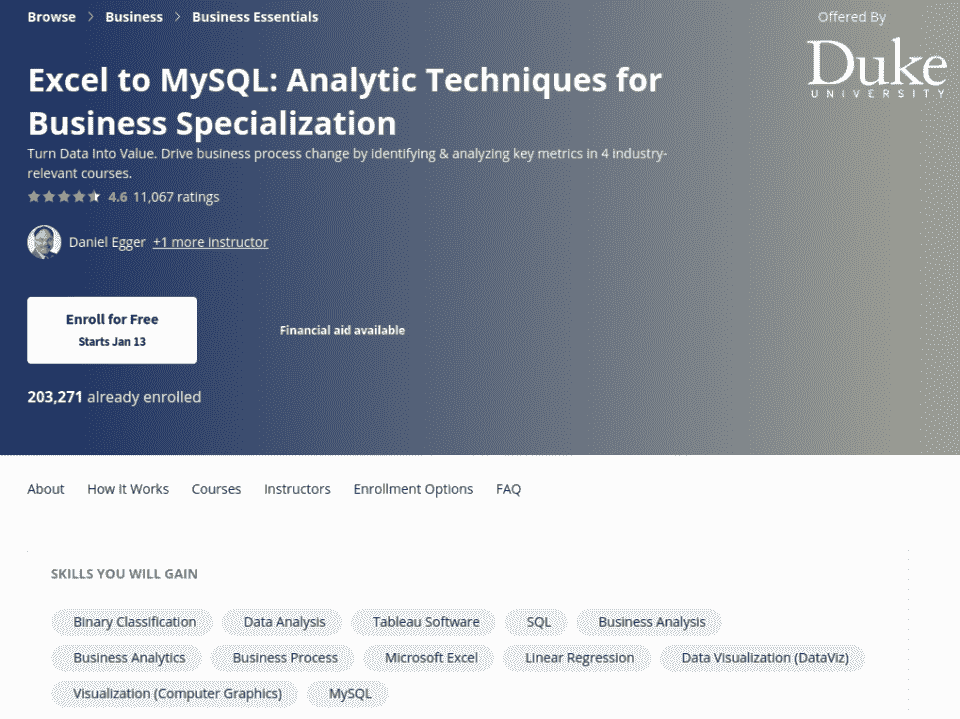 Browse > Business > Business Essentials
Offered By
Duke
UNIVERSITY
Excel to MySQL: Analytic Techniques for
Business Specialization
Turn Data Into Value. Drive business process change by identifying & analyzing key metrics in 4 industry-
relevant courses.
4.6 11,067 ratings
Daniel Egger +1 more instructor
Enroll for Free
Starts Jan 13
Financial aid available
203,271 already enrolled
About How It Works Courses Instructors Enrollment Options FAQ
SKILLS YOU WILL GAIN
Binary Classification Data Analysis Tableau Software SQL Business Analysis
Business Analytics Business Process Microsoft Excel Linear Regression Data Visualization (DataViz)
Visualization (Computer Graphics) MySQL